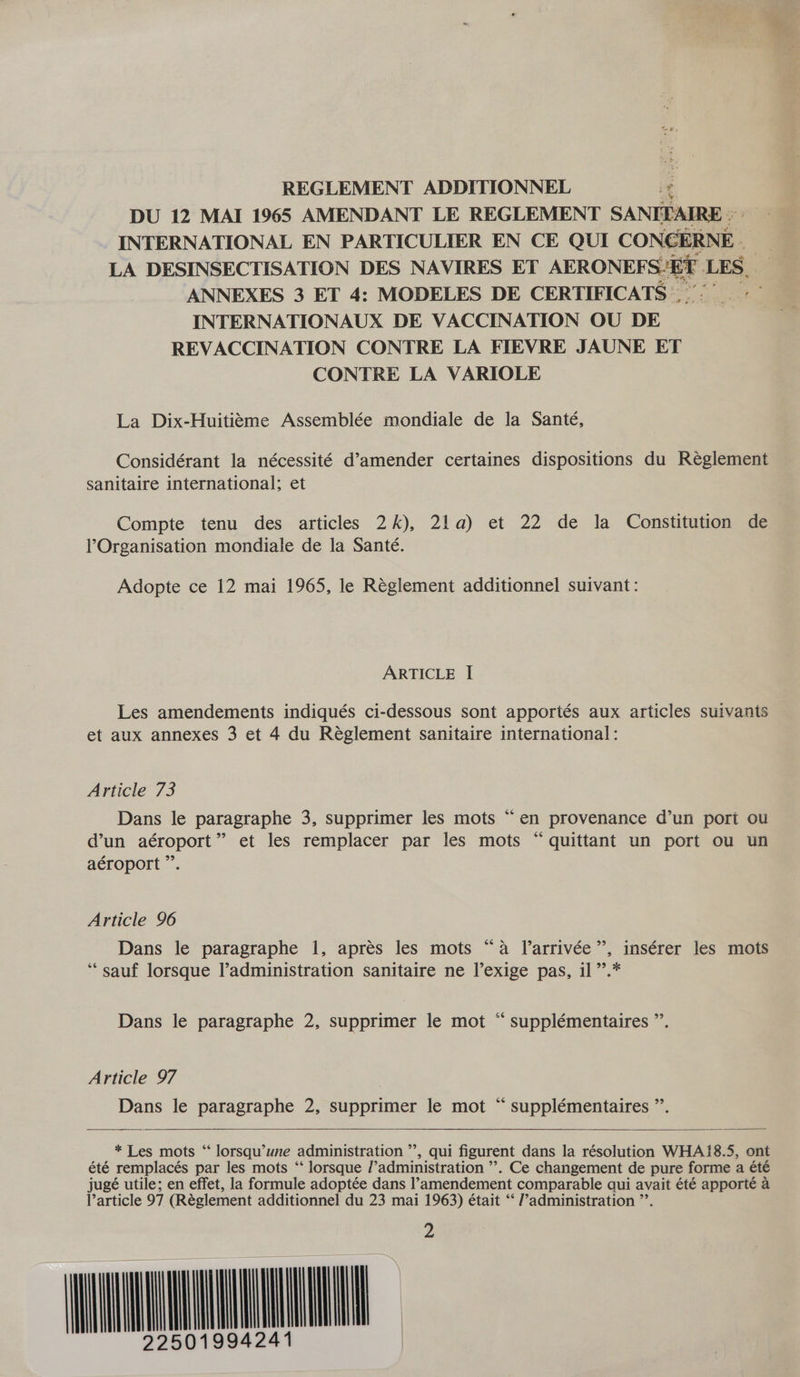 REGLEMENT ADDITIONNEL
DU 12 MAI 1965 AMENDANT LE REGLEMENT SANITAIRE
INTERNATIONAL EN PARTICULIER EN CE QUI CONCERNE
LA DESINSECTISATION DES NAVIRES ET AERONEFS ET LES
ANNEXES 3 ET 4: MODELES DE CERTIFICATS
INTERNATIONAUX DE VACCINATION OU DE
REVACCINATION CONTRE LA FIEVRE JAUNE ET
CONTRE LA VARIOLE
La Dix-Huitième Assemblée mondiale de la Santé,
Considérant la nécessité d'amender certaines dispositions du Règlement
sanitaire international; et
Compte tenu des articles 2 k), 21 a) et 22 de la Constitution de
l'Organisation mondiale de la Santé.
Adopte ce 12 mai 1965, le Règlement additionnel suivant:
ARTICLE I
Les amendements indiqués ci-dessous sont apportés aux articles suivants
et aux annexes 3 et 4 du Règlement sanitaire international:
Article 73
Dans le paragraphe 3, supprimer les mots “ en provenance d'un port ou
d'un aéroport ” et les remplacer par les mots “ quittant un port ou un
aéroport ”.
Article 96
Dans le paragraphe 1, après les mots “ à l'arrivée ”, insérer les mots
“ sauf lorsque l'administration sanitaire ne l'exige pas, il ”.*
Dans le paragraphe 2, supprimer le mot “ supplémentaires ”.
Article 97
Dans le paragraphe 2, supprimer le mot “ supplémentaires ”.
* Les mots “ lorsqu'une administration ”, qui figurent dans la résolution WHA18.5, ont
été remplacés par les mots “ lorsque l'administration ”. Ce changement de pure forme a été
jugé utile; en effet, la formule adoptée dans l'amendement comparable qui avait été apporté à
l'article 97 (Règlement additionnel du 23 mai 1963) était “ l'administration ”.
2
22501994241